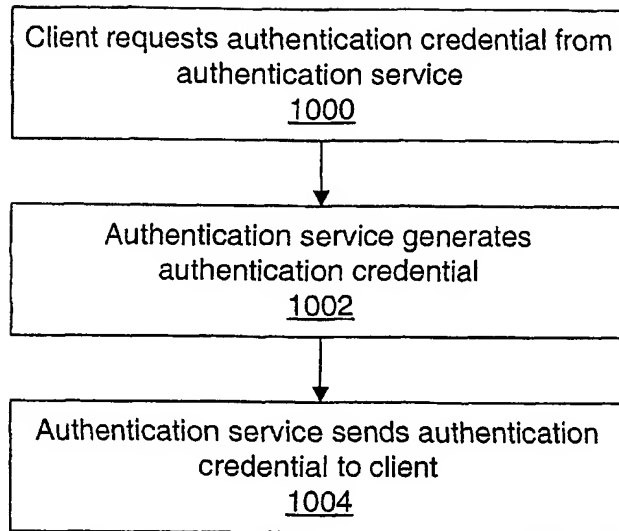 Client requests authentication credential from
authentication service
1000
Authentication service generates
authentication credential
1002
Authentication service sends authentication
credential to client
1004